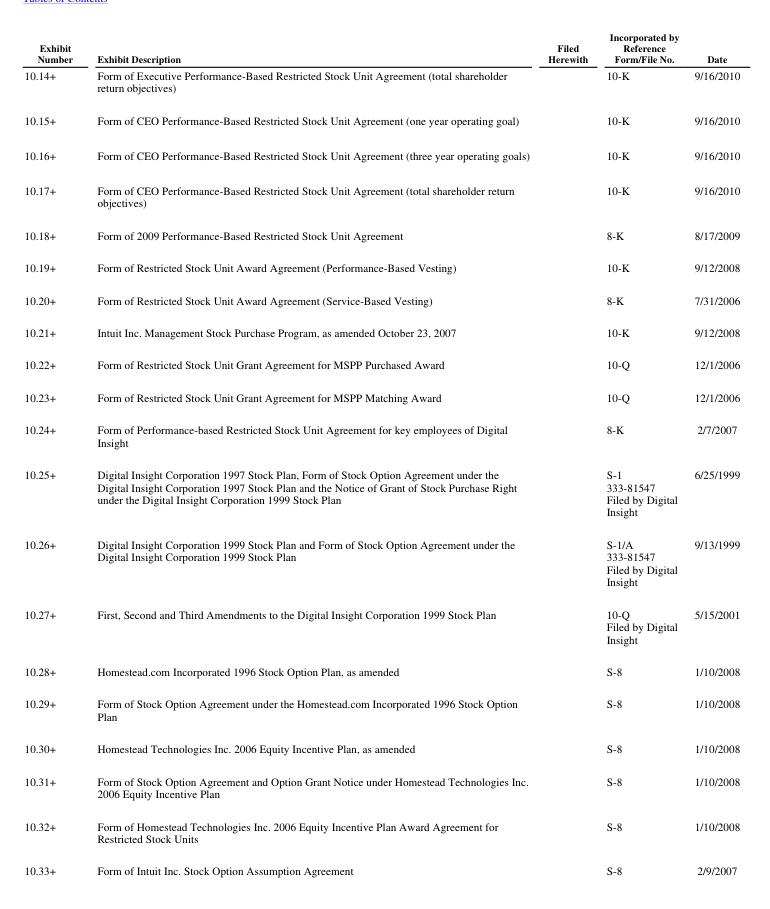 Tables of Contents
Incorporated by
Exhibit Filed Reference
Number Exhibit Description Herewith Form/File No. Date
10.14+ Form of Executive Performance-Based Restricted Stock Unit Agreement (total shareholder 10-K 9/16/2010
return objectives)
10.15+ Form of CEO Performance-Based Restricted Stock Unit Agreement (one year operating goal) 10-K 9/16/2010
10.16+ Form of CEO Performance-Based Restricted Stock Unit Agreement (three year operating goals) 10-K 9/16/2010
10.17+ Form of CEO Performance-Based Restricted Stock Unit Agreement (total shareholder return 10-K 9/16/2010
objectives)
10.18+ Form of 2009 Performance-Based Restricted Stock Unit Agreement 8-K 8/17/2009
10.19+ Form of Restricted Stock Unit Award Agreement (Performance-Based Vesting) 10-K 9/12/2008
10.20+ Form of Restricted Stock Unit Award Agreement (Service-Based Vesting) 8-K 7/31/2006
10.21+ Intuit Inc. Management Stock Purchase Program, as amended October 23, 2007 10-K 9/12/2008
10.22+ Form of Restricted Stock Unit Grant Agreement for MSPP Purchased Award 10-Q 12/1/2006
10.23+ Form of Restricted Stock Unit Grant Agreement for MSPP Matching Award 10-Q 12/1/2006
10.24+ Form of Performance-based Restricted Stock Unit Agreement for key employees of Digital 8-K 2/7/2007
Insight
10.25+ Digital Insight Corporation 1997 Stock Plan, Form of Stock Option Agreement under the S-1 6/25/1999
Digital Insight Corporation 1997 Stock Plan and the Notice of Grant of Stock Purchase Right 333-81547
under the Digital Insight Corporation 1999 Stock Plan Filed by Digital
Insight
10.26+ Digital Insight Corporation 1999 Stock Plan and Form of Stock Option Agreement under the S-1/A 9/13/1999
Digital Insight Corporation 1999 Stock Plan 333-81547
Filed by Digital
Insight
10.27+ First, Second and Third Amendments to the Digital Insight Corporation 1999 Stock Plan 10-Q 5/15/2001
Filed by Digital
Insight
10.28+ Homestead.com Incorporated 1996 Stock Option Plan, as amended S-8 1/10/2008
10.29+ Form of Stock Option Agreement under the Homestead.com Incorporated 1996 Stock Option S-8 1/10/2008
Plan
10.30+ Homestead Technologies Inc. 2006 Equity Incentive Plan, as amended S-8 1/10/2008
10.31+ Form of Stock Option Agreement and Option Grant Notice under Homestead Technologies Inc. S-8 1/10/2008
2006 Equity Incentive Plan
10.32+ Form of Homestead Technologies Inc. 2006 Equity Incentive Plan Award Agreement for S-8 1/10/2008
Restricted Stock Units
10.33+ Form of Intuit Inc. Stock Option Assumption Agreement S-8 2/9/2007